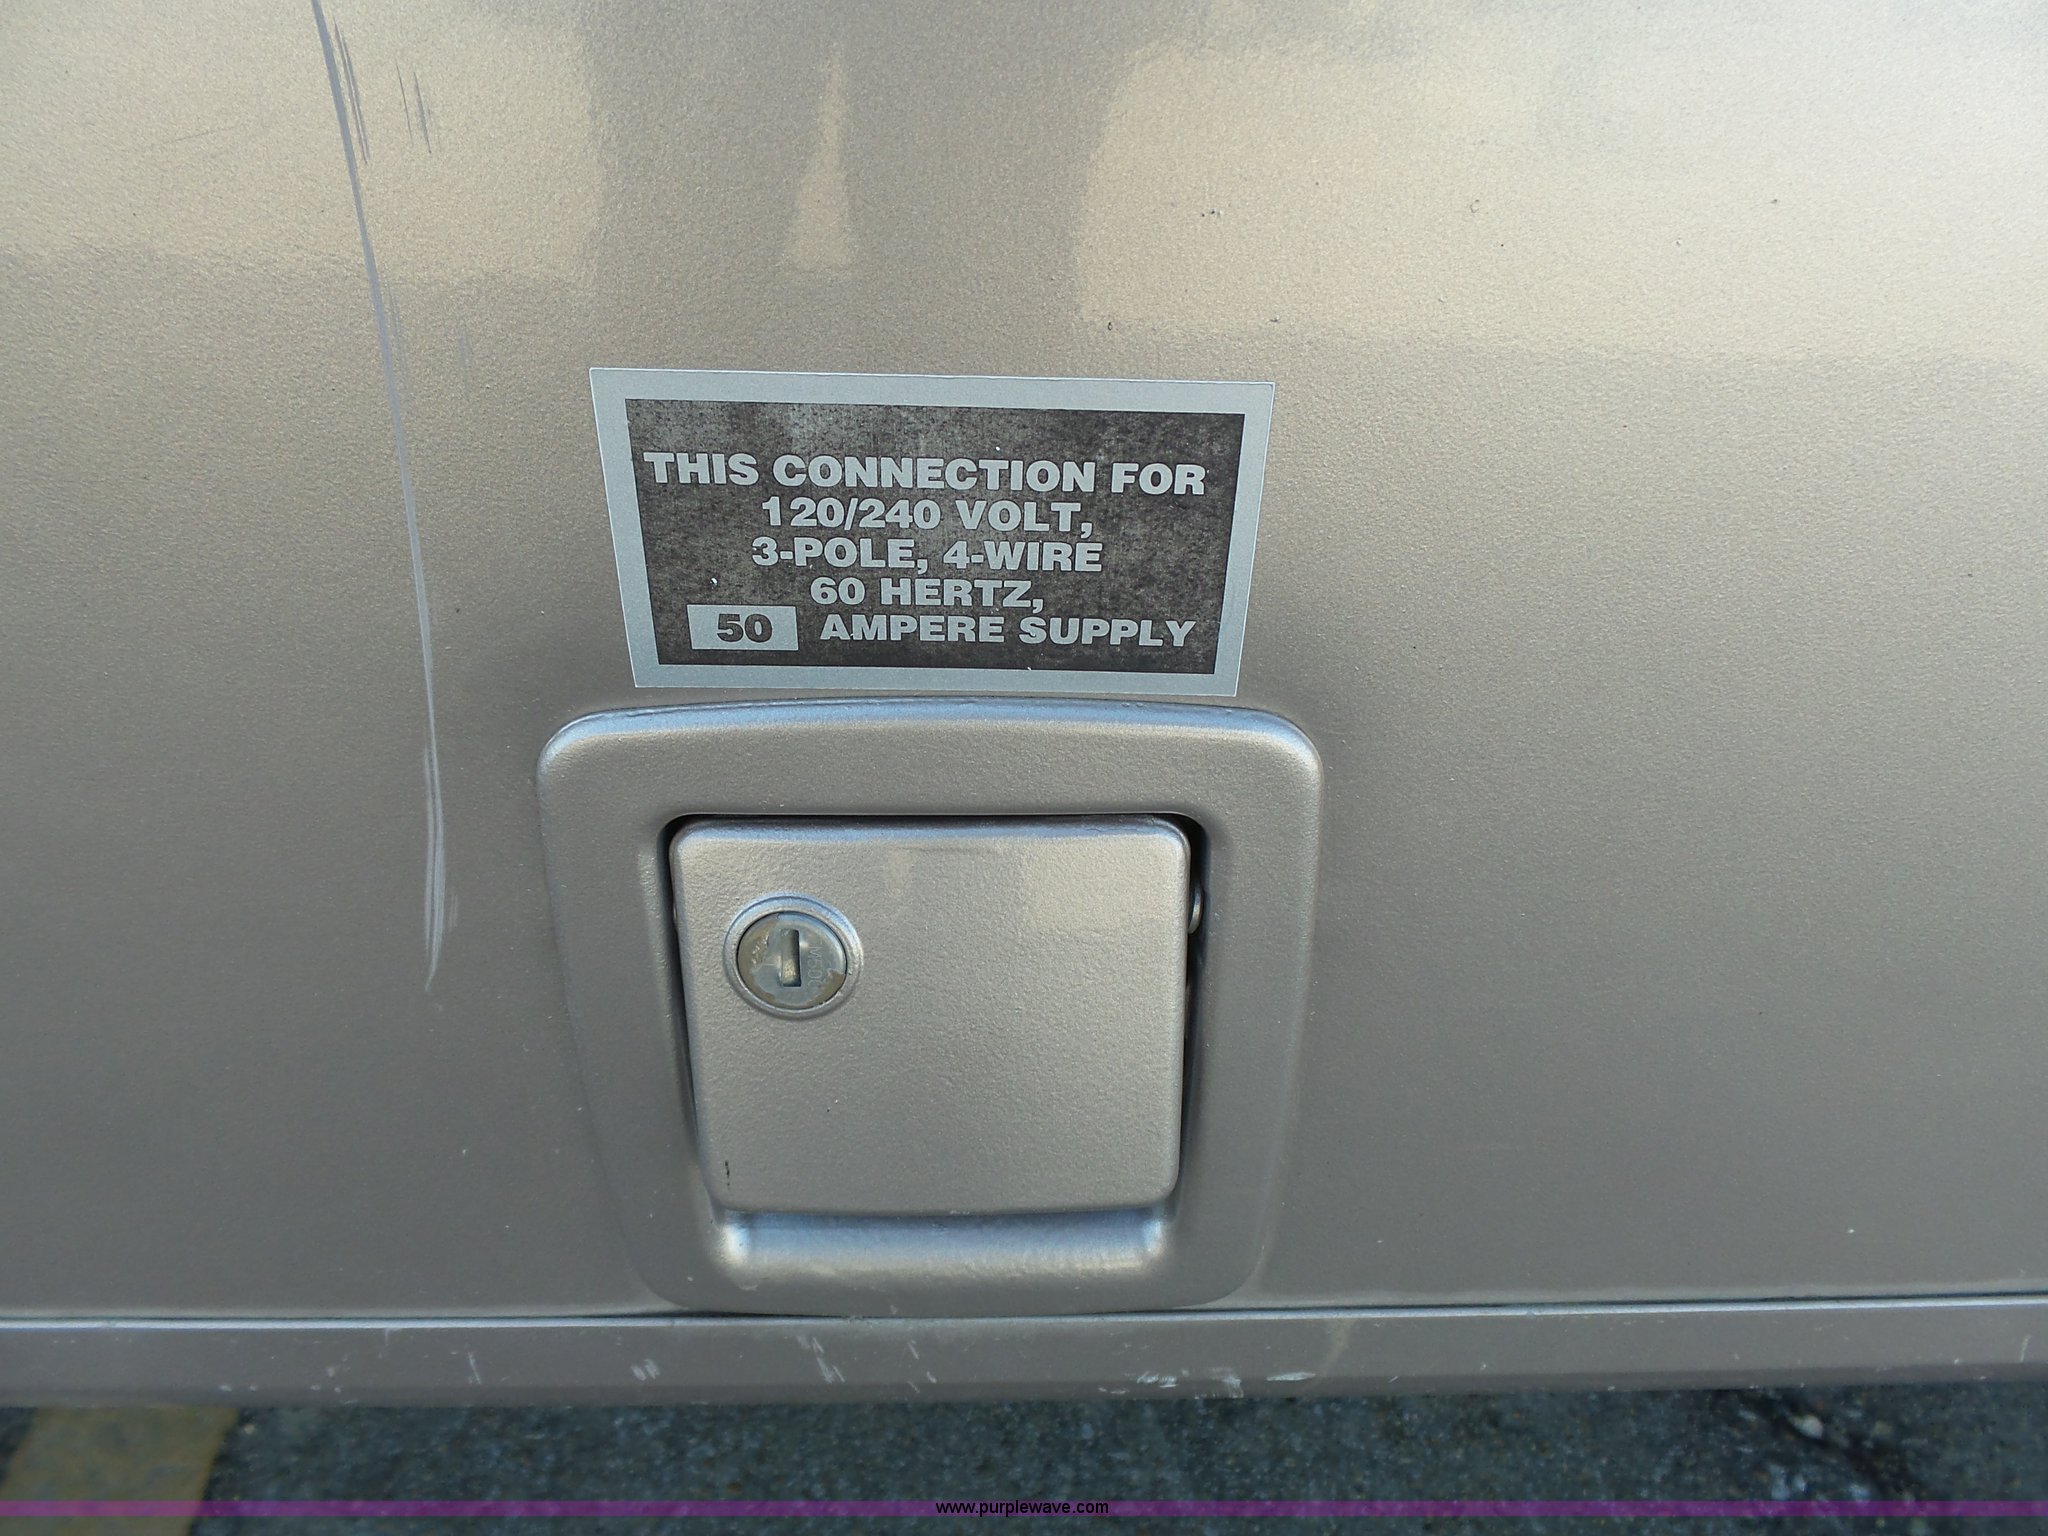 THIS CONNECTION FOR
120/240 VOLT,
3-POLE, 4-WIRE
60 HERTZ,
50 AMPERE SUPPLY
www.purplewave.com